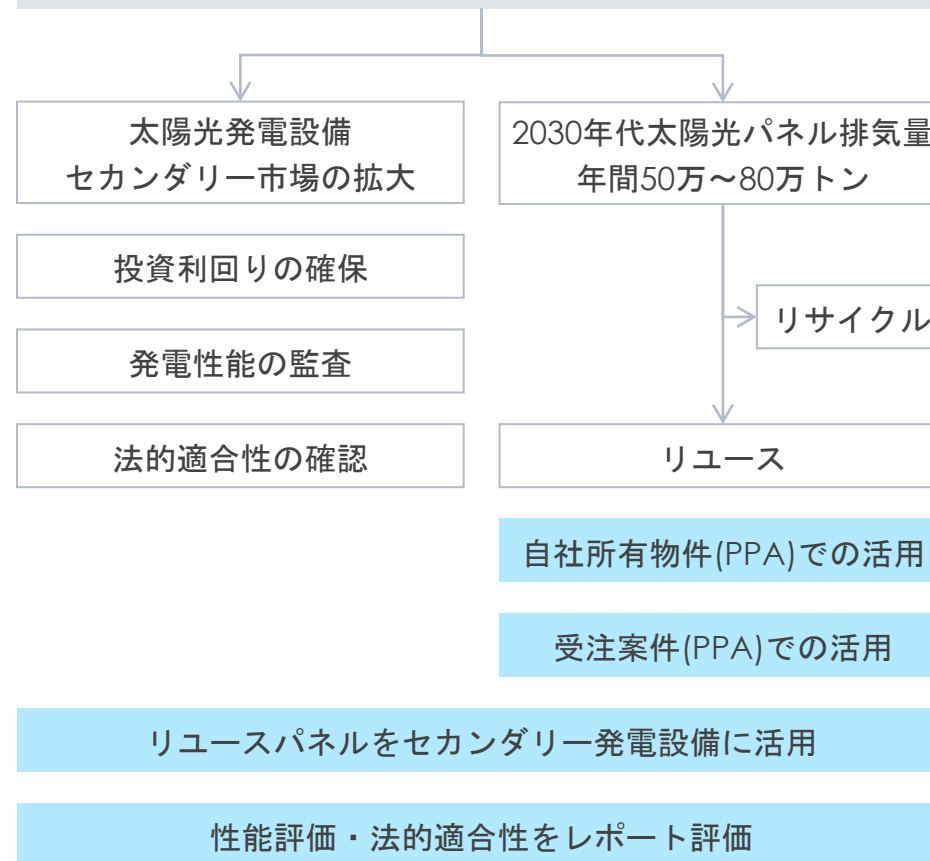 太陽光発電設備
セカンダリー市場の拡大
2030年代太陽光パネル排気量
年間50万～80万トン
投資利回りの確保
リサイクル
発電性能の監査
法的適合性の確認
リユース
自社所有物件(PPA)での活用
受注案件(PPA)での活用
リユースパネルをセカンダリー発電設備に活用
性能評価・法的適合性をレポート評価